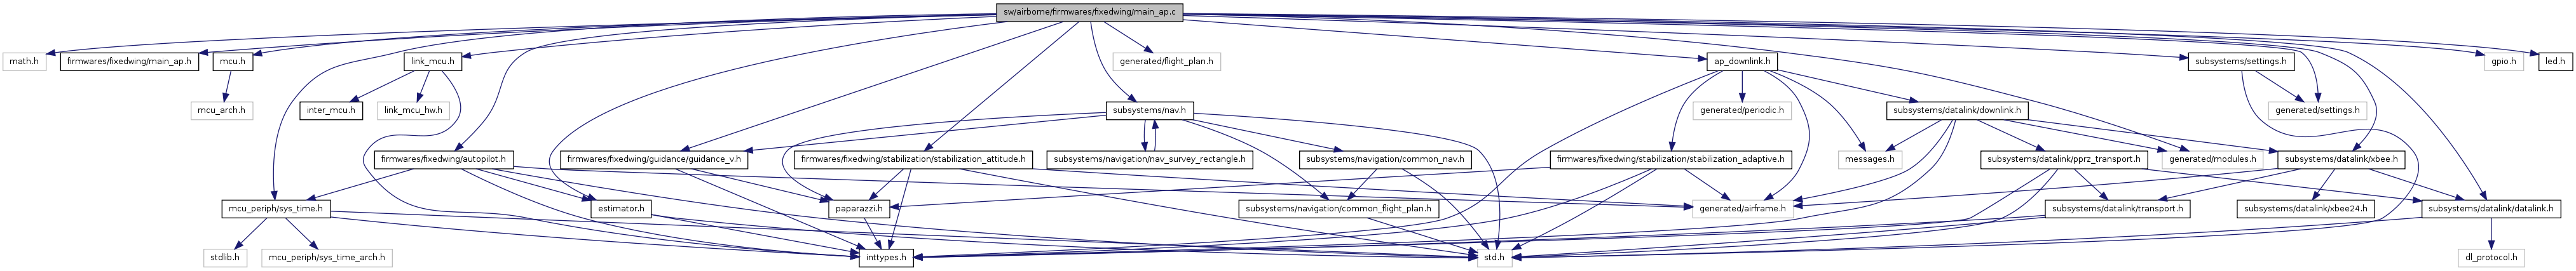 sw/airborne/firmwares/fixedwing/main_ap.c
math.h
firmwares/fixedwing/main_ap.h
mcu.h
link_mcu.h
generated/flight_plan.h
ap_downlink.h
subsystems/settings.h
gpio.h
led.h
mcu_arch.h
inter_mcu.h
link_mcu_hw.h
subsystems/nav.h
generated/periodic.h
subsystems/datalink/downlink.h
generated/settings.h
firmwares/fixedwing/autopilot.h
firmwares/fixedwing/guidance/guidance_v.h
firmwares/fixedwing/stabilization/stabilization_attitude.h
subsystems/navigation/nav_survey_rectangle.h
subsystems/navigation/common_nav.h
firmwares/fixedwing/stabilization/stabilization_adaptive.h
messages.h
subsystems/datalink/pprz_transport.h
generated/modules.h
subsystems/datalink/xbee.h
mcu_periph/sys_time.h
estimator.h
paparazzi.h
subsystems/navigation/common_flight_plan.h
generated/airframe.h
subsystems/datalink/transport.h
subsystems/datalink/xbee24.h
subsystems/datalink/datalink.h
stdlib.h
mcu_periph/sys_time_arch.h
inttypes.h
std.h
dl_protocol.h